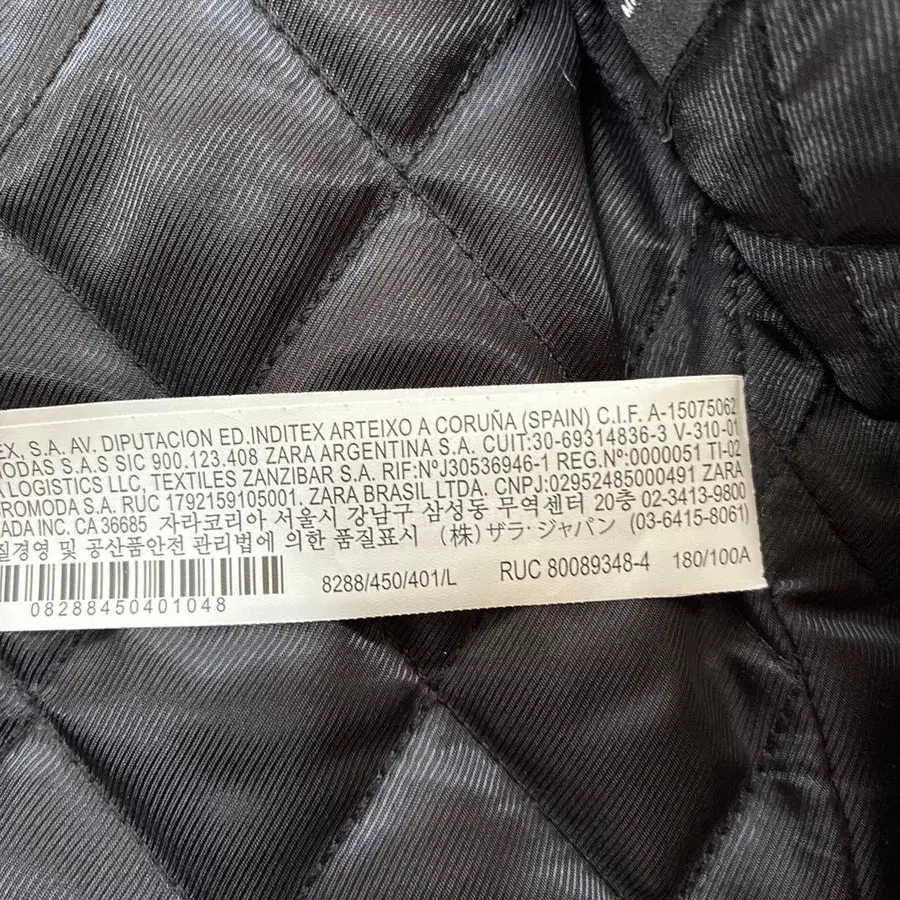 EX, S.A. AV. DIPUTACION ED.INDITEX ARTEIXO A CORUÑA (SPAIN) C.I.F. A-15075062
MODAS S.A.S SIC 900.123.408 ZARA ARGENTINA S.A. CUIT:30-69314836-3 V-310-01
A LOGISTICS LLC, TEXTILES ZANZIBAR S.A. RIF:NºJ30536946-1 REG.Nº:0000051 TI-02
ROMODA S.A. RUC 1792159105001. ZARA BRASIL LTDA. CNPJ:02952485000491 ZARA
ADA INC. CA 36685 자라코리아 서울시 강남구 삼성동 무역센터 20층 02-3413-9800
질경영 및 공산품안전 관리법에 의한 품질표시 (株)ザラ・ジャパン (03-6415-8061)
8288/450/401/L RUC 80089348-4 180/100A
08288450401048